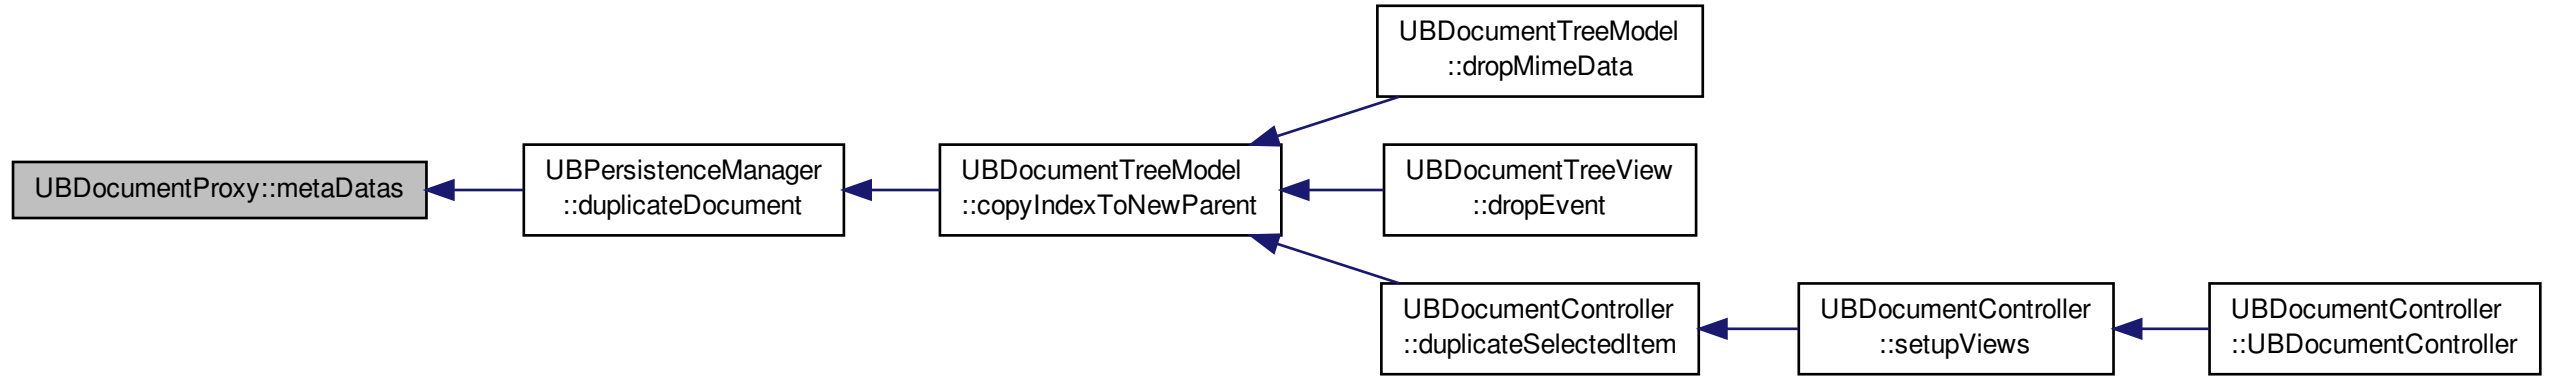 UBDocumentTreeModel
::dropMimeData
UBDocumentProxy::metaDatas
UBPersistenceManager
::duplicateDocument
UBDocumentTreeModel
::copyIndexToNewParent
UBDocumentTreeView
::dropEvent
UBDocumentController
::duplicateSelectedItem
UBDocumentController
::setupViews
UBDocumentController
::UBDocumentController